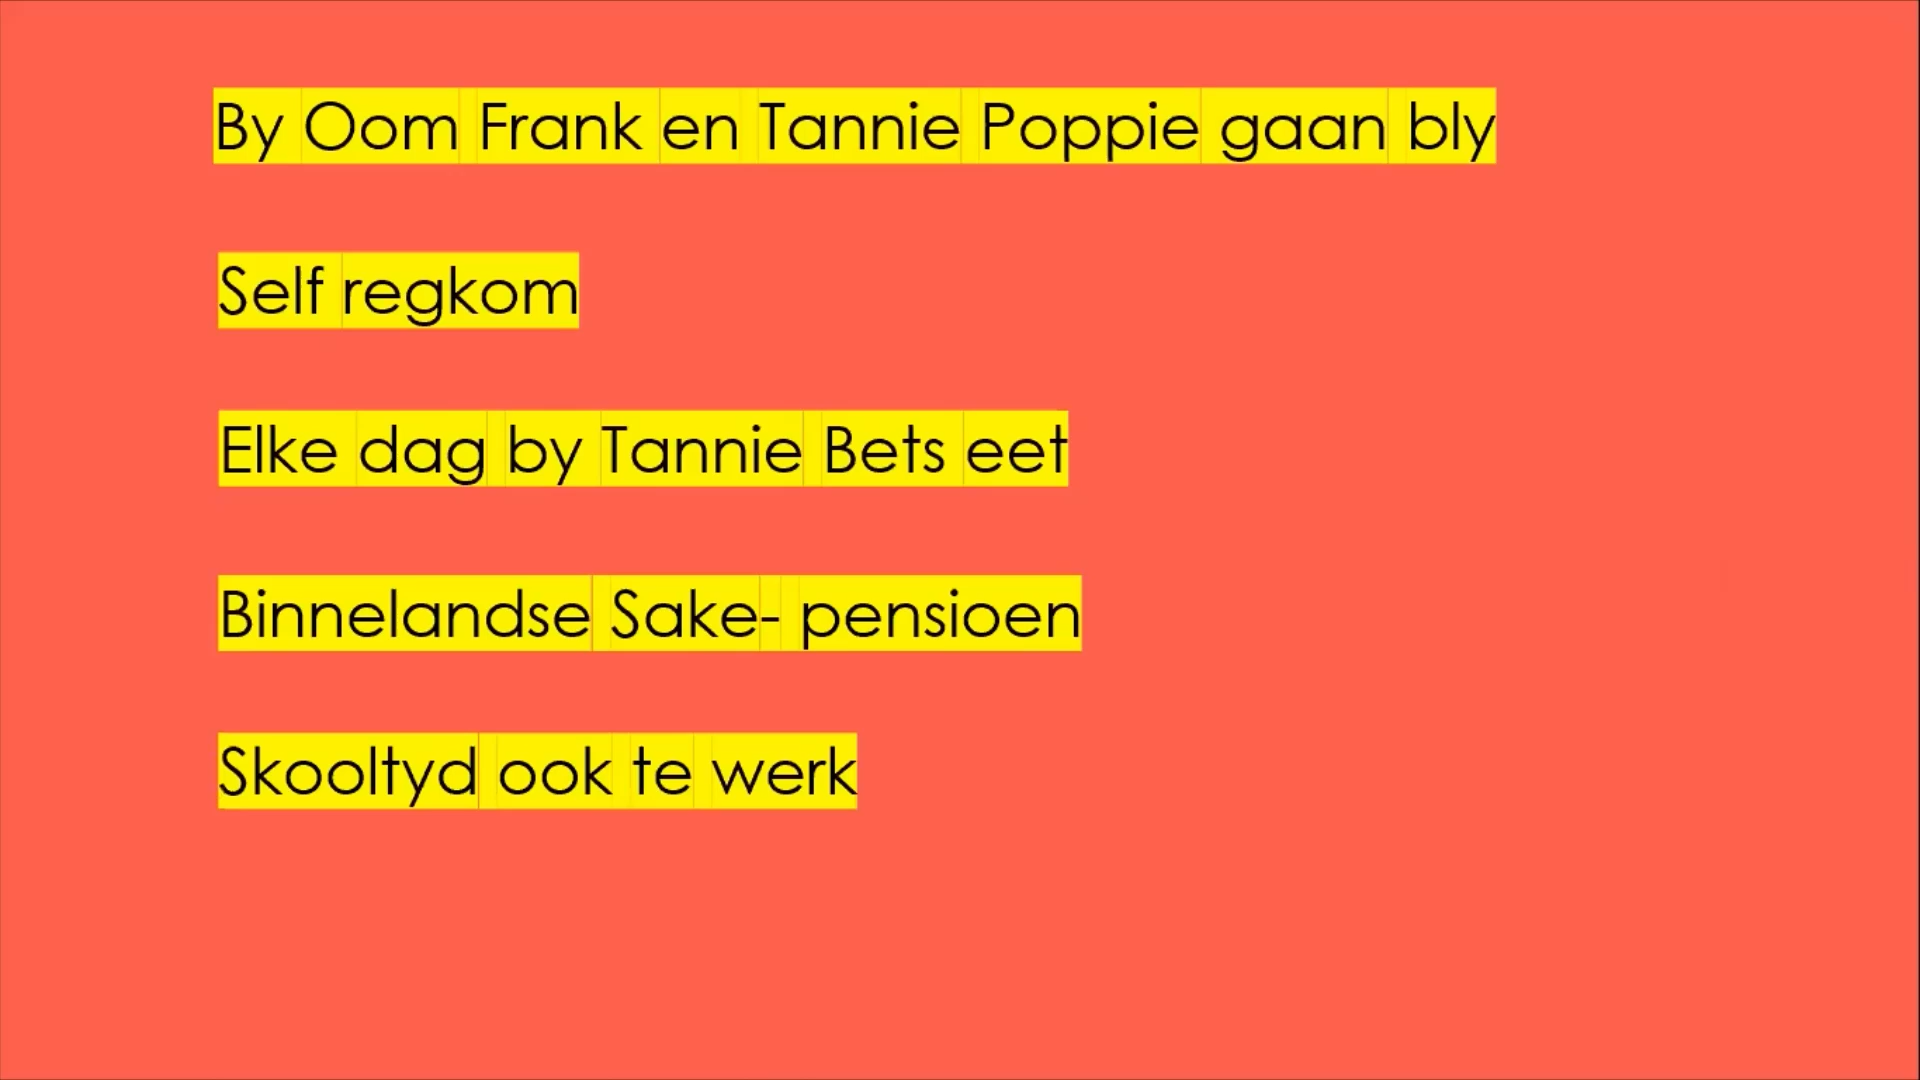 By Oom Frank en Tannie Poppie gaan bly
Self regkom
Elke dag by Tannie Bets eet
Binnelandse Sake- pensioen
Skooltyd ook te werk